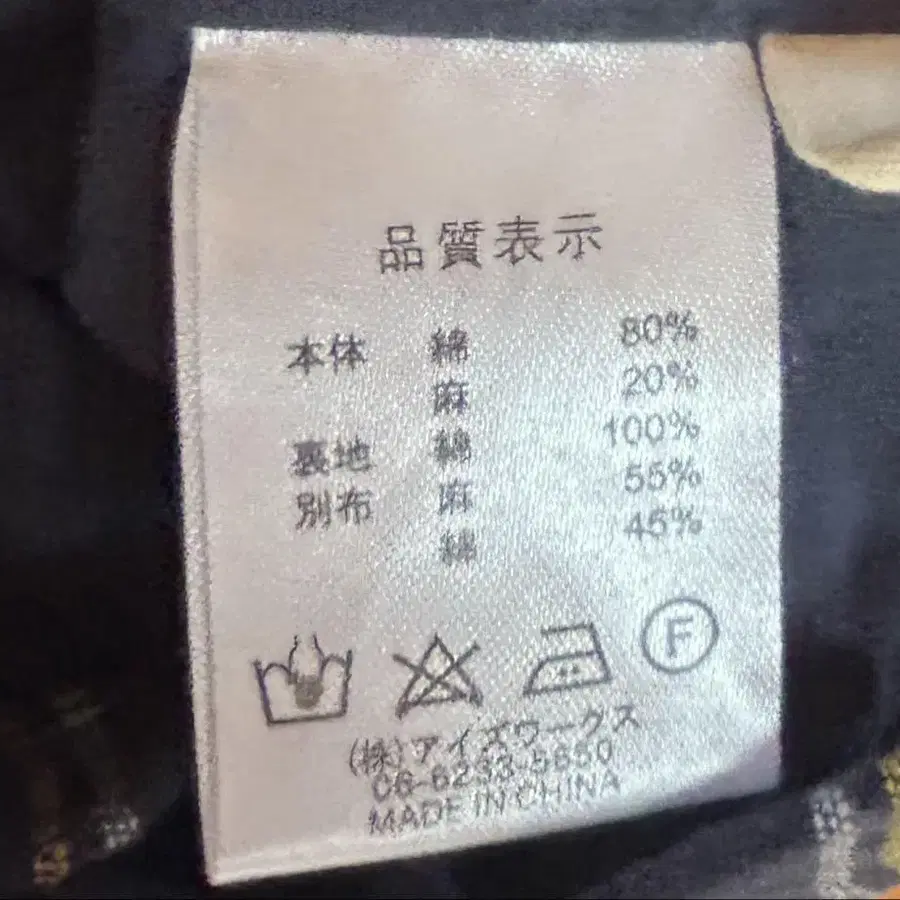 品質表示
本体 綿 80%
麻 20%
裏地 綿 100%
別布 麻 55%
綿 45%
F
(株)アイズワークス
06-6233-5650
MADE IN CHINA